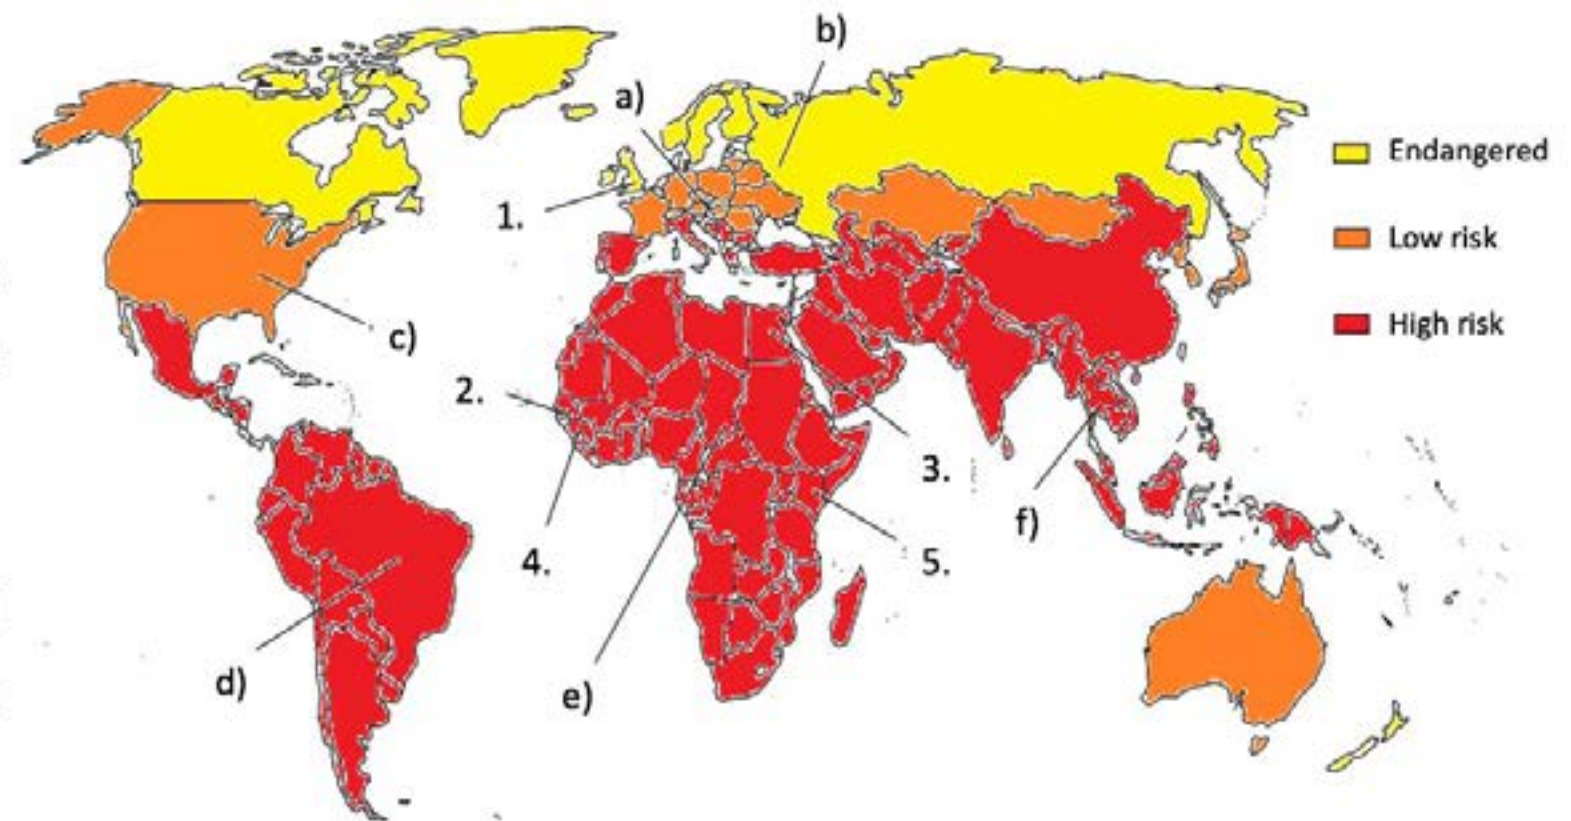 b)
a)
Endangered
1.
Low risk
High risk
c)
2.
3.
f)
4.
5.
d)
e)